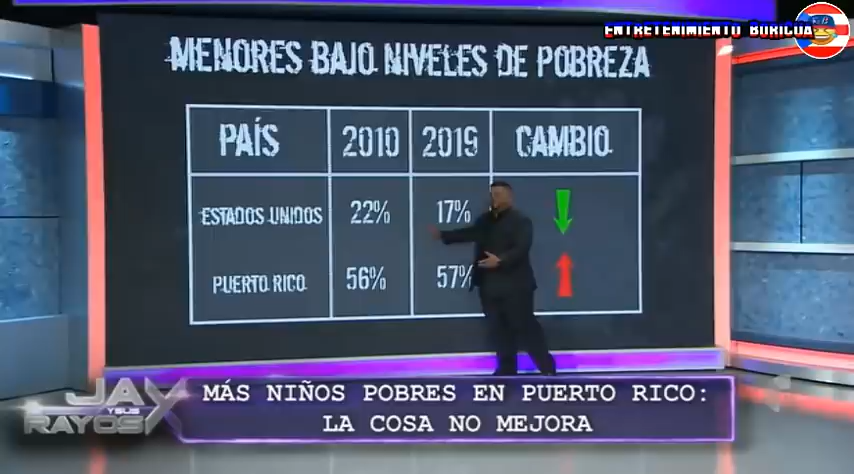 ENTRETENIMIENTO BORICUA
MENORES BAJO NIVELES DE POBREZA
PAÍS 2010 2019 CAMBIO
ESTADOS UNIDOS 22% 17%
PUERTO RICO 56% 57%
JAY
Y SUS
RAYOS X
MÁS NIÑOS POBRES EN PUERTO RICO:
LA COSA NO MEJORA